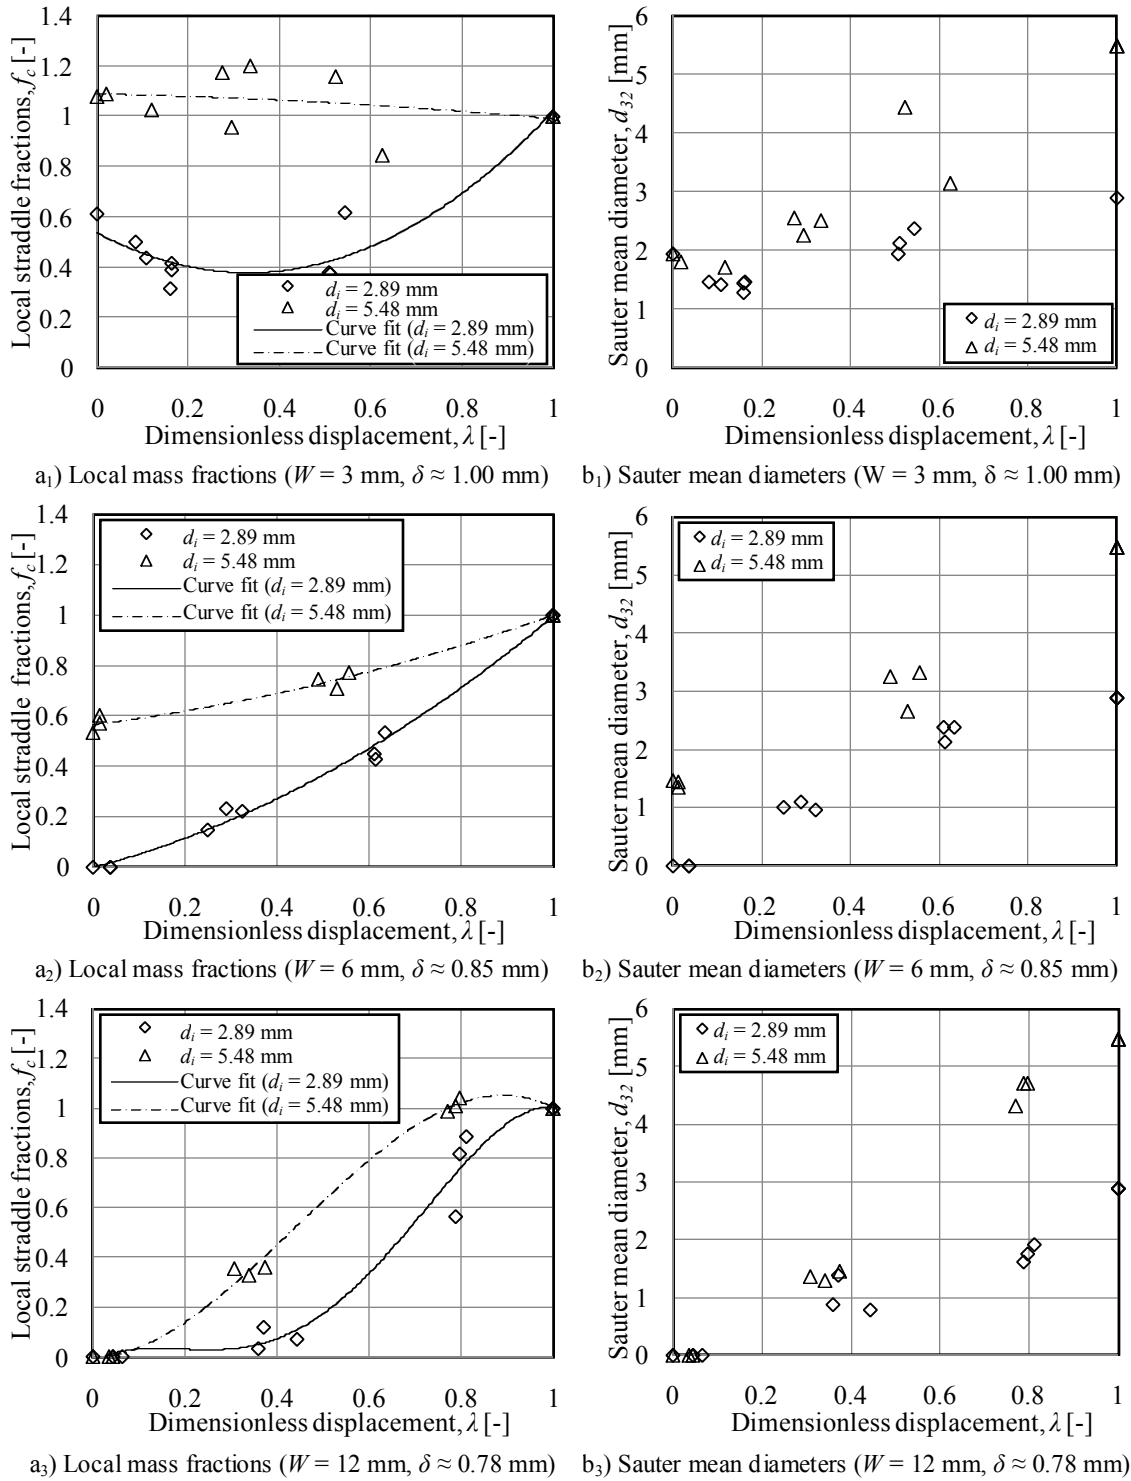 Local straddle fractions, f_c [-]
1.4
1.2
1
0.8
0.6
0.4
0.2
0
d_i = 2.89 mm
d_i = 5.48 mm
Curve fit (d_i = 2.89 mm)
Curve fit (d_i = 5.48 mm)
0 0.2 0.4 0.6 0.8 1
Dimensionless displacement, λ [-]
a₁) Local mass fractions (W = 3 mm, δ ≈ 1.00 mm)
Sauter mean diameter, d₃₂ [mm]
6
5
4
3
2
1
0
d_i = 2.89 mm
d_i = 5.48 mm
0 0.2 0.4 0.6 0.8 1
Dimensionless displacement, λ [-]
b₁) Sauter mean diameters (W = 3 mm, δ ≈ 1.00 mm)
Local straddle fractions, f_c [-]
1.4
1.2
1
0.8
0.6
0.4
0.2
0
d_i = 2.89 mm
d_i = 5.48 mm
Curve fit (d_i = 2.89 mm)
Curve fit (d_i = 5.48 mm)
0 0.2 0.4 0.6 0.8 1
Dimensionless displacement, λ [-]
a₂) Local mass fractions (W = 6 mm, δ ≈ 0.85 mm)
Sauter mean diameter, d₃₂ [mm]
6
5
4
3
2
1
0
d_i = 2.89 mm
d_i = 5.48 mm
0 0.2 0.4 0.6 0.8 1
Dimensionless displacement, λ [-]
b₂) Sauter mean diameters (W = 6 mm, δ ≈ 0.85 mm)
Local straddle fractions, f_c [-]
1.4
1.2
1
0.8
0.6
0.4
0.2
0
d_i = 2.89 mm
d_i = 5.48 mm
Curve fit (d_i = 2.89 mm)
Curve fit (d_i = 5.48 mm)
0 0.2 0.4 0.6 0.8 1
Dimensionless displacement, λ [-]
a₃) Local mass fractions (W = 12 mm, δ ≈ 0.78 mm)
Sauter mean diameter, d₃₂ [mm]
6
5
4
3
2
1
0
d_i = 2.89 mm
d_i = 5.48 mm
0 0.2 0.4 0.6 0.8 1
Dimensionless displacement, λ [-]
b₃) Sauter mean diameters (W = 12 mm, δ ≈ 0.78 mm)